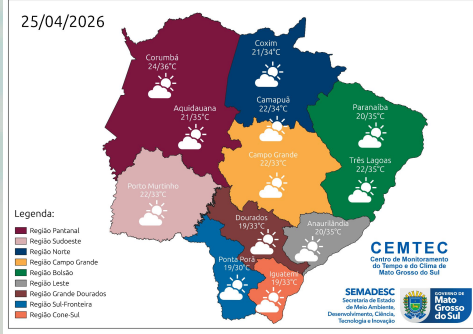 25/04/2026
Corumbá
24/36°C
Coxim
21/34°C
Aquidauana
21/35°C
Camapuã
22/34°C
Paranaíba
20/35°C
Campo Grande
22/33°C
Três Lagoas
22/35°C
Porto Murtinho
22/33°C
Dourados
19/33°C
Anaurilândia
20/35°C
Ponta Porã
19/30°C
Iguatemi
19/33°C
Legenda:
Região Pantanal
Região Sudoeste
Região Norte
Região Campo Grande
Região Bolsão
Região Leste
Região Grande Dourados
Região Sul-Fronteira
Região Cone-Sul
CEMTEC
Centro de Monitoramento
do Tempo e do Clima de
Mato Grosso do Sul
SEMADESC
Secretaria de Estado
de Meio Ambiente,
Desenvolvimento, Ciência,
Tecnologia e Inovação
GOVERNO DE
Mato
Grosso
do Sul